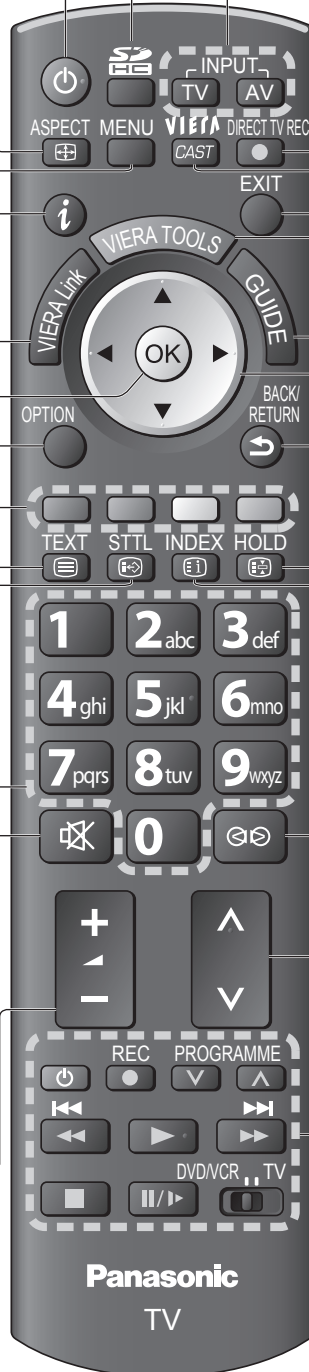 SD
HC
INPUT
TV AV
ASPECT MENU VIERA DIRECT TV REC
CAST
EXIT
i
VIERA TOOLS
VIERA Link
GUIDE
OK
OPTION
BACK/
RETURN
TEXT STTL INDEX HOLD
1 2abc 3def
4ghi 5jkl 6mno
7pqrs 8tuv 9wxyz
0
REC PROGRAMME
DVD/VCR TV
Panasonic
TV